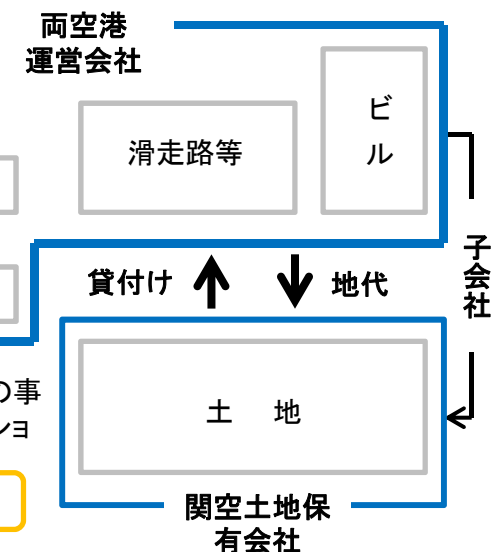 両空港
運営会社
ビル
滑走路等
子会社
貸付け
地代
土 地
の事
ショ
関空土地保
有会社